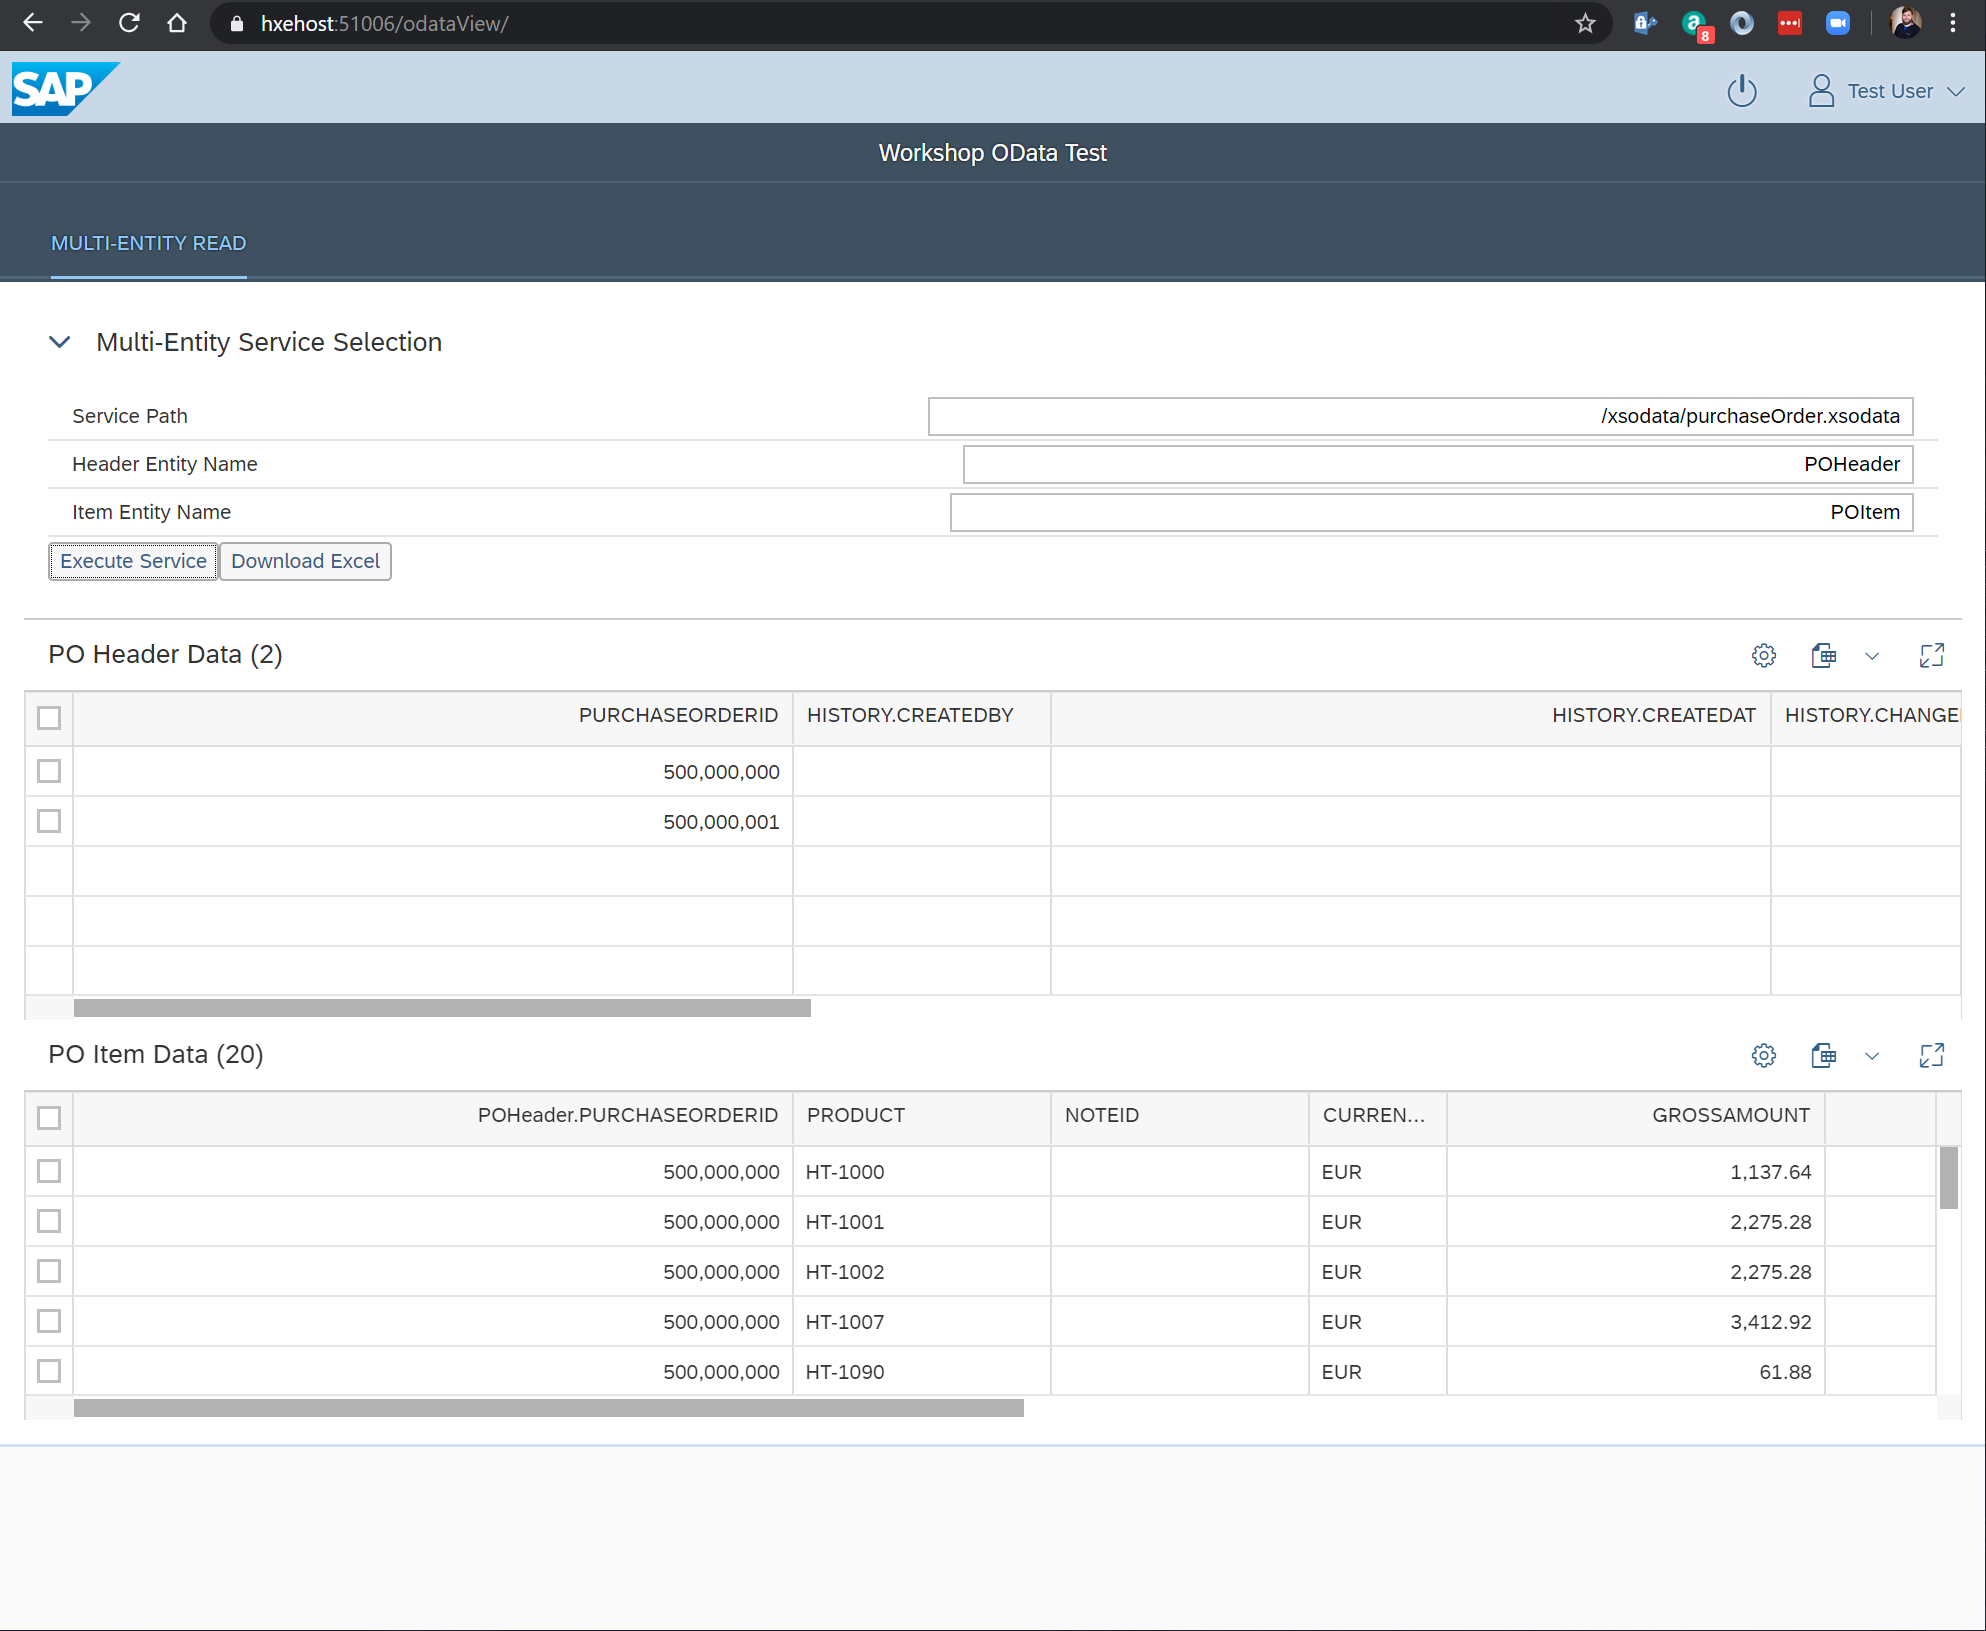 hxehost:51006/odataView/
8
SAP
Test User
Workshop OData Test
MULTI-ENTITY READ
Multi-Entity Service Selection
Service Path /xsodata/purchaseOrder.xsodata
Header Entity Name POHeader
Item Entity Name POItem
Execute Service Download Excel
PO Header Data (2)
PURCHASEORDERID HISTORY.CREATEDBY HISTORY.CREATEDAT HISTORY.CHANGE
500,000,000
500,000,001
PO Item Data (20)
POHeader.PURCHASEORDERID PRODUCT NOTEID CURREN... GROSSAMOUNT
500,000,000 HT-1000 EUR 1,137.64
500,000,000 HT-1001 EUR 2,275.28
500,000,000 HT-1002 EUR 2,275.28
500,000,000 HT-1007 EUR 3,412.92
500,000,000 HT-1090 EUR 61.88